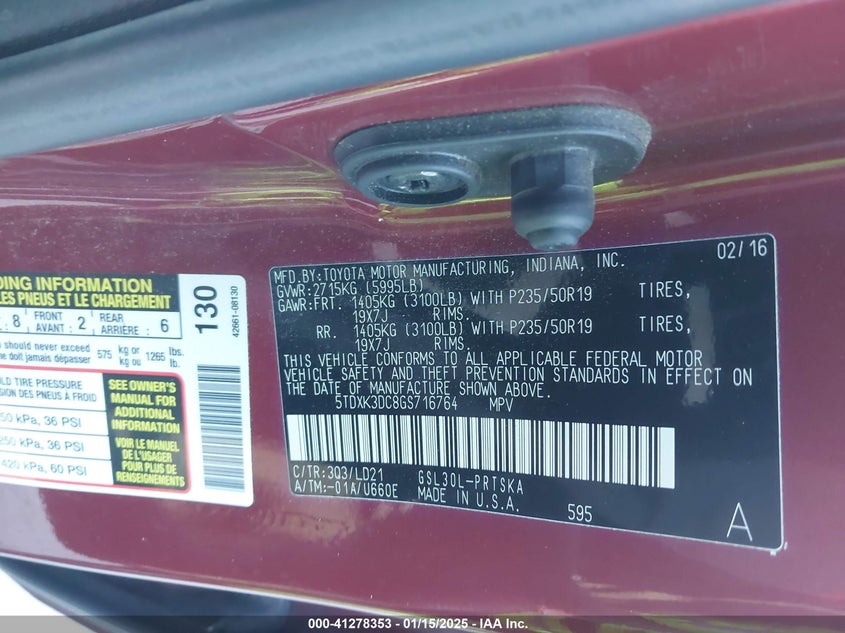 DING INFORMATION
LES PNEUS ET LE CHARGEMENT
: 8 FRONT AVANT : 2 REAR ARRIÈRE : 6
should never exceed 575 kg or 1265 lbs.
ne doit jamais dépasser kg ou lb.
130
42661-08130
TIRE PRESSURE
DES PNEUS À FROID
kPa, 36 PSI
250 kPa, 36 PSI
420 kPa, 60 PSI
SEE OWNER'S
MANUAL FOR
ADDITIONAL
INFORMATION
VOIR LE MANUEL
DE L'USAGER
POUR PLUS DE
RENSEIGNEMENTS
02/16
MFD.BY:TOYOTA MOTOR MANUFACTURING, INDIANA, INC.
GVWR:2715KG (5995LB)
GAWR:FRT. 1405KG (3100LB) WITH P235/50R19 TIRES,
19X7J RIMS.
RR. 1405KG (3100LB) WITH P235/50R19 TIRES,
19X7J RIMS.
THIS VEHICLE CONFORMS TO ALL APPLICABLE FEDERAL MOTOR
VEHICLE SAFETY AND THEFT PREVENTION STANDARDS IN EFFECT ON
THE DATE OF MANUFACTURE SHOWN ABOVE.
5TDXK3DC8GS716764 MPV
C/TR:3Q3/LD21 GSL30L-PRTSKA
A/TM:-01A/U660E MADE IN U.S.A.
595
A
000-41278353 - 01/15/2025 - IAA Inc.